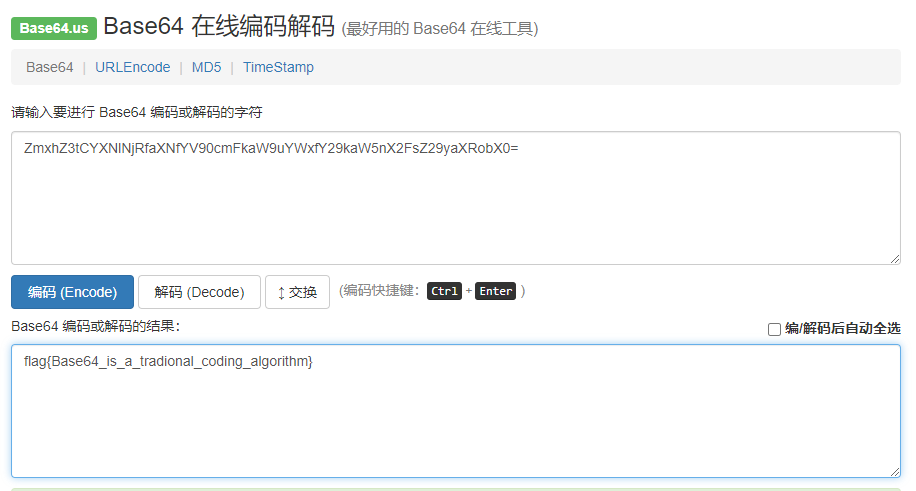 Base64.us Base64 在线编码解码 (最好用的 Base64 在线工具)
Base64 | URLEncode | MD5 | TimeStamp
请输入要进行 Base64 编码或解码的字符
ZmxhZ3tCYXNlNjRfaXNfYV90cmFkaW9uYWxfY29kaW5nX2FsZ29yaXRobX0=
编码 (Encode) 解码 (Decode) ↕ 交换 (编码快捷键: Ctrl + Enter )
Base64 编码或解码的结果: 编/解码后自动全选
flag{Base64_is_a_tradional_coding_algorithm}